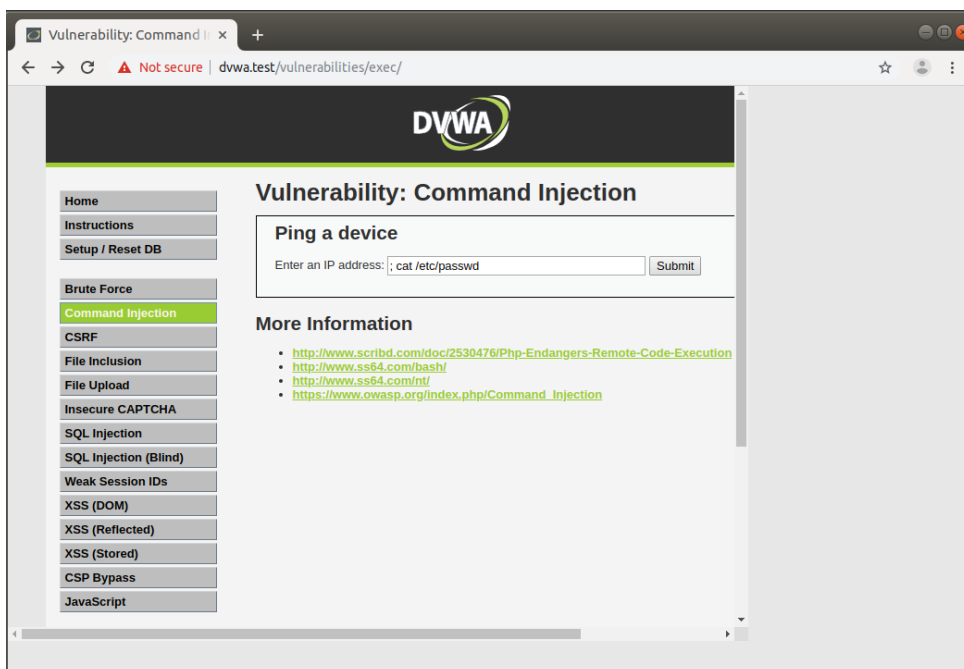 Vulnerability: Command I
Not secure | dvwa.test/vulnerabilities/exec/
DVWA
Home
Instructions
Setup / Reset DB
Brute Force
Command Injection
CSRF
File Inclusion
File Upload
Insecure CAPTCHA
SQL Injection
SQL Injection (Blind)
Weak Session IDs
XSS (DOM)
XSS (Reflected)
XSS (Stored)
CSP Bypass
JavaScript
Vulnerability: Command Injection
Ping a device
Enter an IP address: ; cat /etc/passwd Submit
More Information
http://www.scribd.com/doc/2530476/Php-Endangers-Remote-Code-Execution
http://www.ss64.com/bash/
http://www.ss64.com/nt/
https://www.owasp.org/index.php/Command_Injection